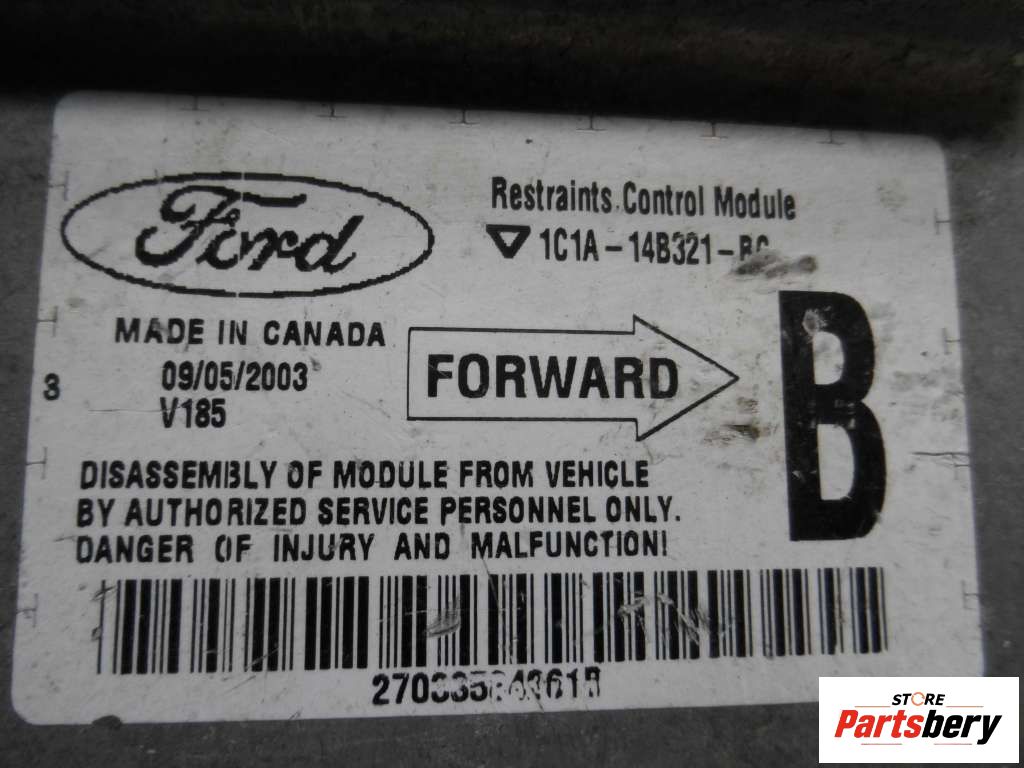 Ford
Restraints Control Module
1C1A-14B321-
MADE IN CANADA
09/05/2003
V185
3
FORWARD
B
DISASSEMBLY OF MODULE FROM VEHICLE
BY AUTHORIZED SERVICE PERSONNEL ONLY.
DANGER OF INJURY AND MALFUNCTION!
STORE
Partsbery